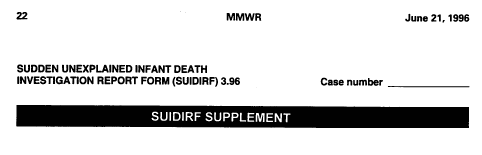 22 MMWR June 21, 1996
SUDDEN UNEXPLAINED INFANT DEATH
INVESTIGATION REPORT FORM (SUIDIRF) 3.96 Case number
SUIDIRF SUPPLEMENT